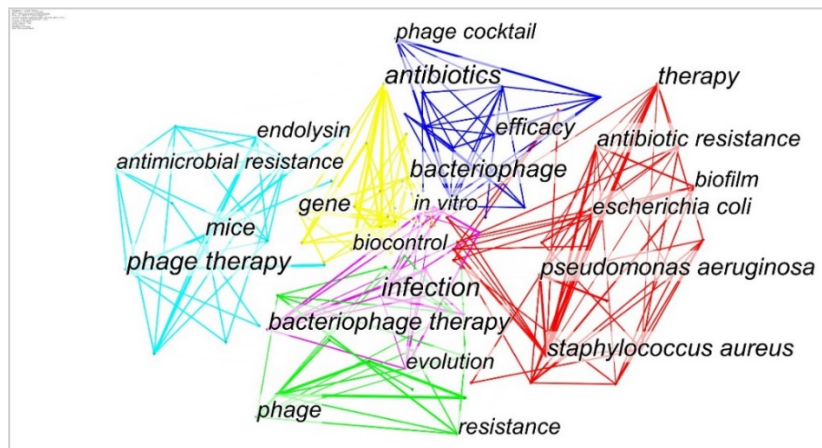 phage cocktail
antibiotics
therapy
endolysin
efficacy
antibiotic resistance
antimicrobial resistance
bacteriophage
biofilm
gene
in vitro
escherichia coli
mice
biocontrol
phage therapy
pseudomonas aeruginosa
infection
bacteriophage therapy
staphylococcus aureus
evolution
phage
resistance